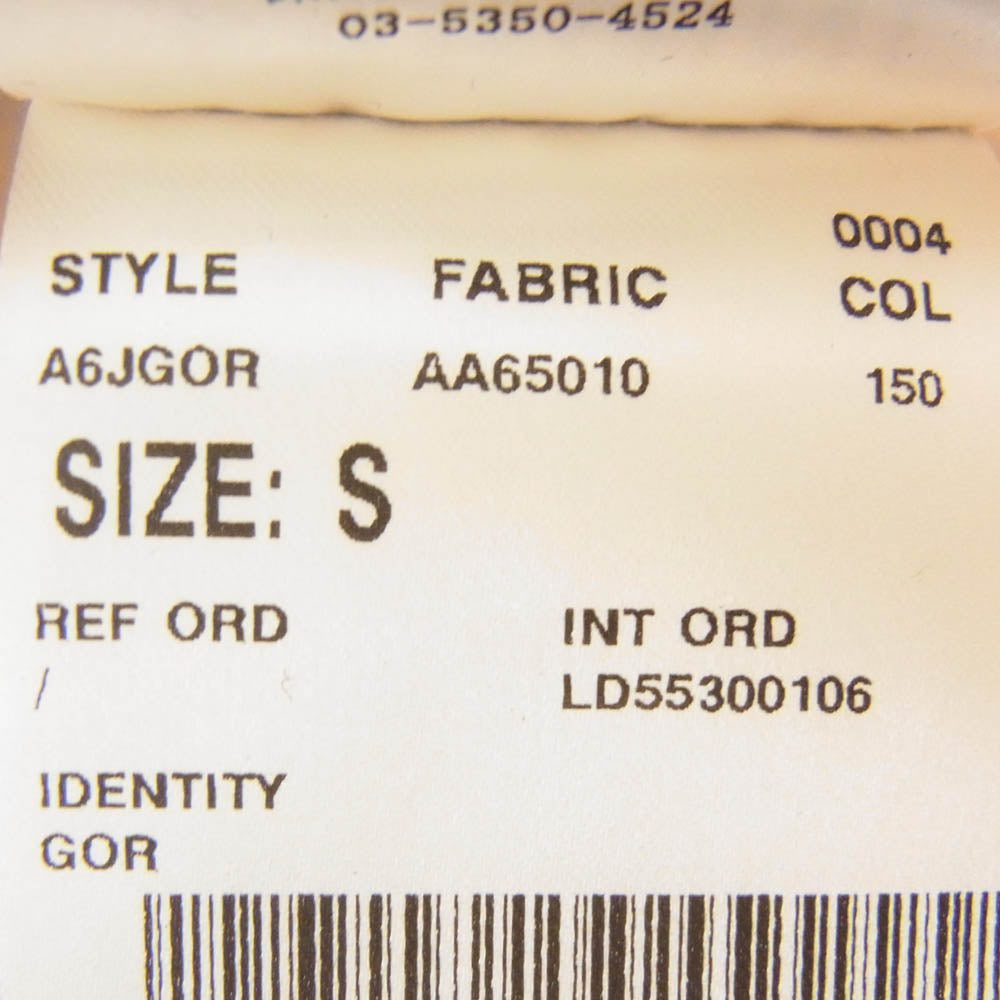 03-5350-4524
0004
STYLE FABRIC COL
A6JGOR AA65010 150
SIZE: S
REF ORD INT ORD
/ LD55300106
IDENTITY
GOR